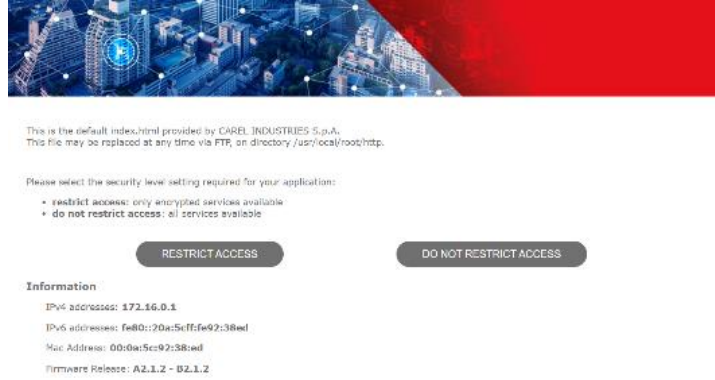 This is the default index.html provided by CAREL INDUSTRIES S.p.A.
This file may be replaced at any time via FTP, on directory /usr/local/root/http.
Please select the security level setting required for your application:
• restrict access: only encrypted services available
• do not restrict access: all services available
RESTRICT ACCESS DO NOT RESTRICT ACCESS
Information
IPv4 addresses: 172.16.0.1
IPv6 addresses: fe80::20a:5cff:fe92:38ed
Mac Address: 00:0a:5c:92:38:ed
Firmware Release: A2.1.2 - B2.1.2